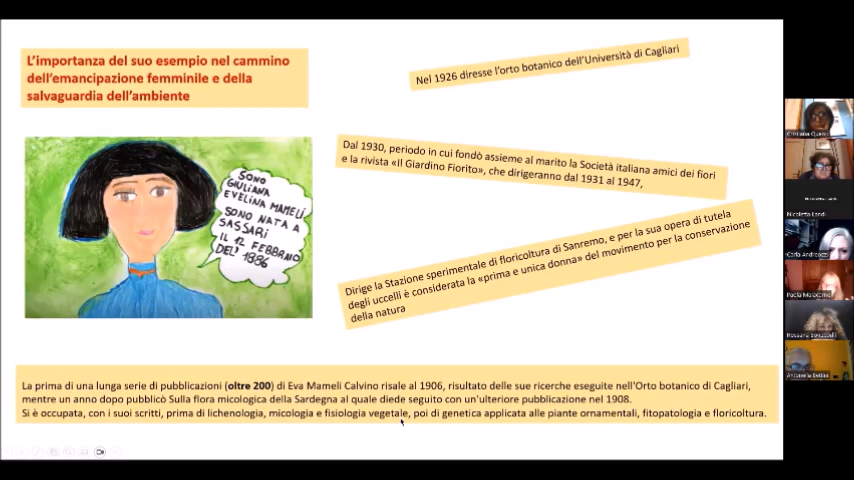 L'importanza del suo esempio nel cammino
dell'emancipazione femminile e della
salvaguardia dell'ambiente
Nel 1926 diresse l'orto botanico dell'Università di Cagliari
Dal 1930, periodo in cui fondò assieme al marito la Società italiana amici dei fiori
e la rivista «Il Giardino Fiorito», che dirigeranno dal 1931 al 1947,
SONO
GIULIANA
EVELINA MAMELI
SONO NATA A
SASSARI
IL 12 FEBBRAIO
DEL' 1886
Dirige la Stazione sperimentale di floricoltura di Sanremo, e per la sua opera di tutela
degli uccelli è considerata la «prima e unica donna» del movimento per la conservazione
della natura
La prima di una lunga serie di pubblicazioni (oltre 200) di Eva Mameli Calvino risale al 1906, risultato delle sue ricerche eseguite nell'Orto botanico di Cagliari,
mentre un anno dopo pubblicò Sulla flora micologica della Sardegna al quale diede seguito con un'ulteriore pubblicazione nel 1908.
Si è occupata, con i suoi scritti, prima di lichenologia, micologia e fisiologia vegetale, poi di genetica applicata alle piante ornamentali, fitopatologia e floricoltura.
Nicoletta Landi
Carla Andreozzi